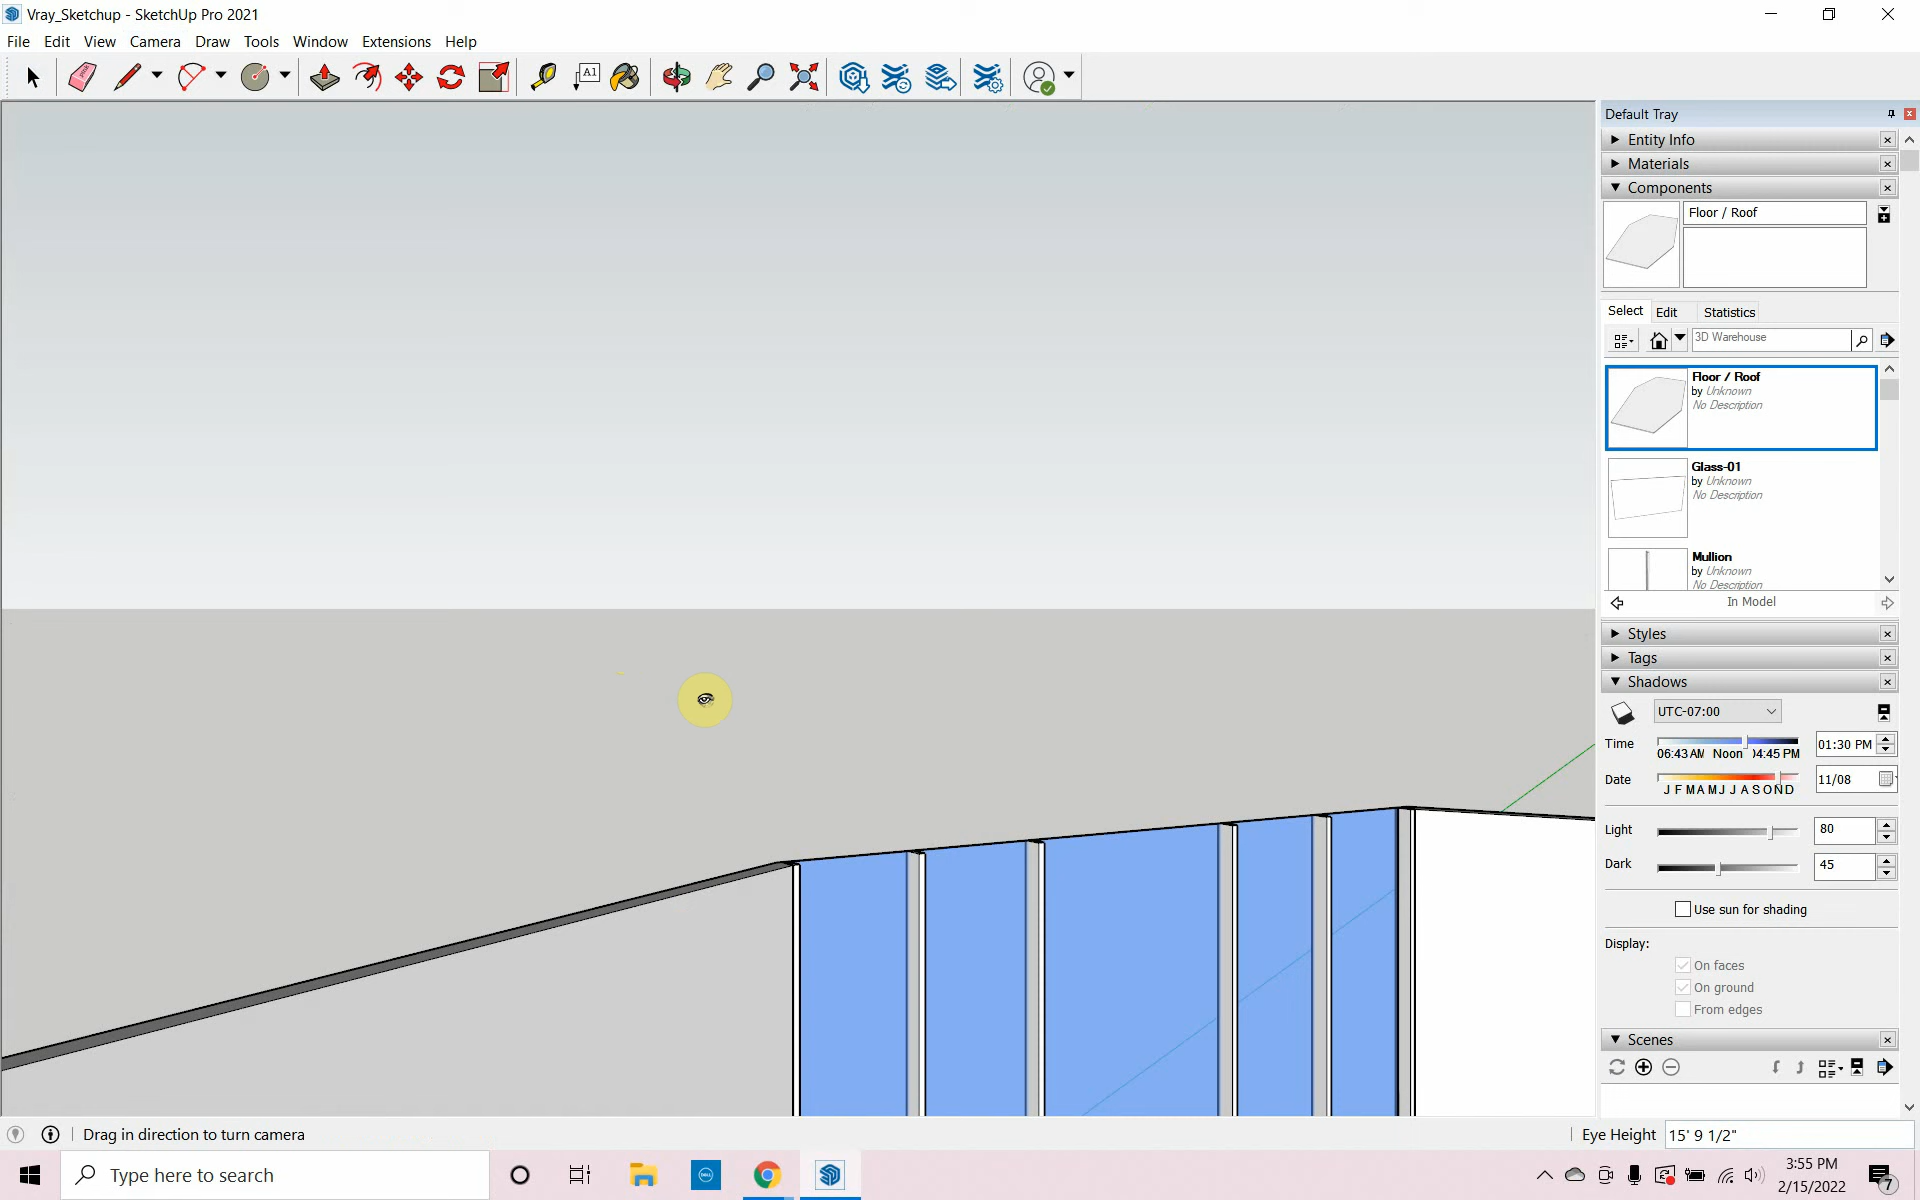 Vray_Sketchup - SketchUp Pro 2021
File Edit View Camera Draw Tools Window Extensions Help
A1
Default Tray
Entity Info
Materials
Components
Floor / Roof
Select Edit Statistics
3D Warehouse
Floor / Roof
by Unknown
No Description
Glass-01
by Unknown
No Description
Mullion
by Unknown
No Description
In Model
Styles
Tags
Shadows
UTC-07:00
Time 01:30 PM
06:43 AM Noon 04:45 PM
Date 11/08
J F M A M J J A S O N D
Light 80
Dark 45
Use sun for shading
Display:
On faces
On ground
From edges
Scenes
Drag in direction to turn camera
Eye Height 15' 9 1/2"
Type here to search
DELL
3:55 PM
2/15/2022
7